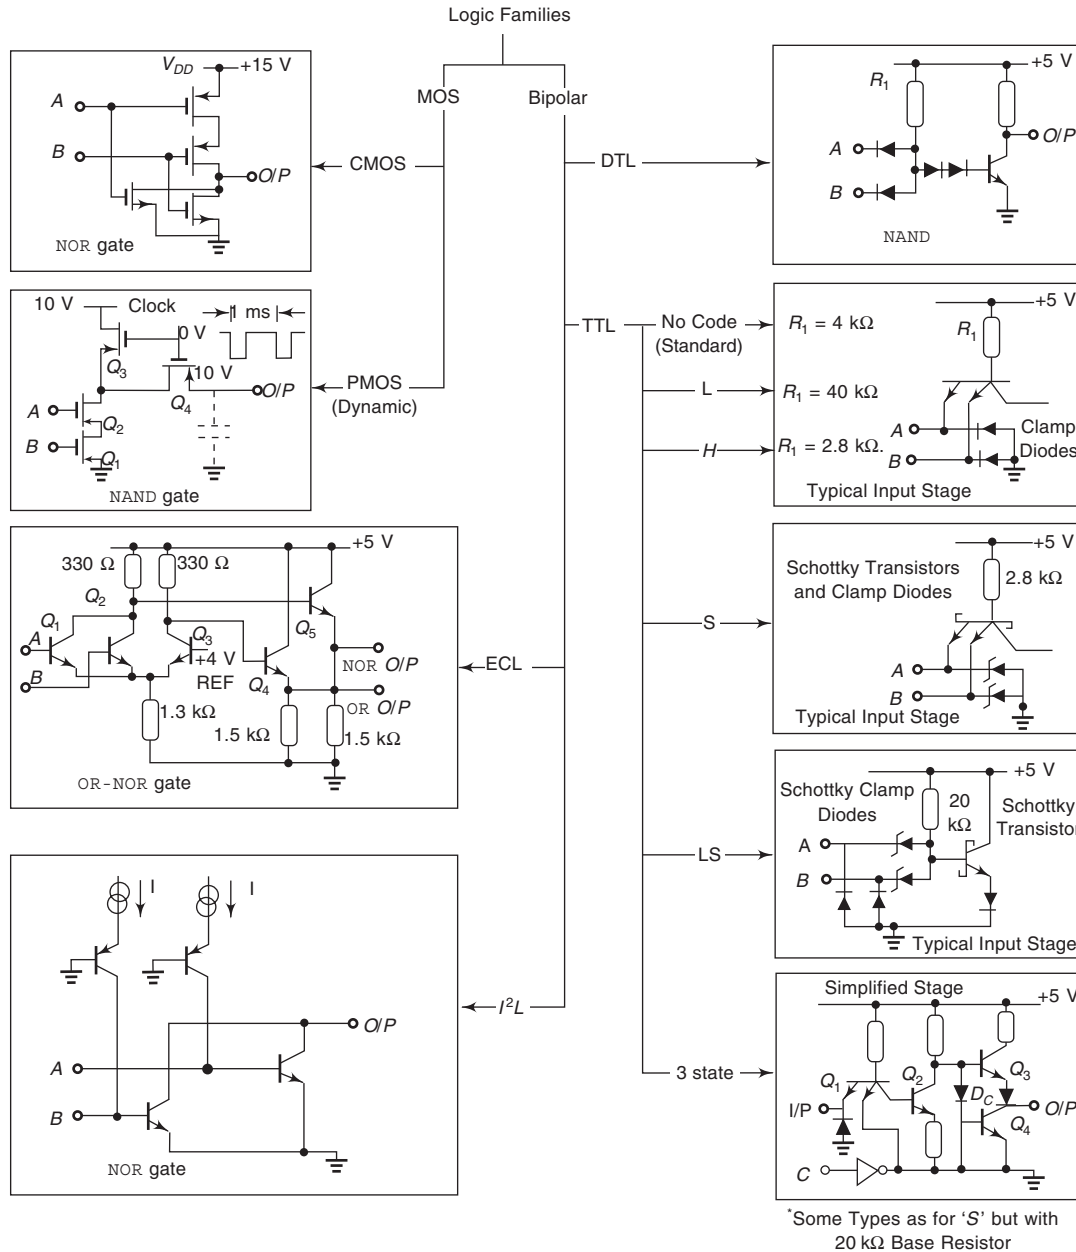 Logic Families
MOS
Bipolar
V_DD
+15 V
A
B
O/P
NOR gate
CMOS
DTL
+5 V
R1
A
B
O/P
NAND
10 V
Clock
1 ms
0 V
Q3
10 V
O/P
Q4
A
Q2
B
Q1
NAND gate
PMOS
(Dynamic)
TTL
No Code
(Standard)
L
H
R1 = 4 kΩ
R1 = 40 kΩ
R1 = 2.8 kΩ.
+5 V
R1
A
B
Clamp
Diodes
Typical Input Stage
+5 V
330 Ω
330 Ω
Q2
Q1
A
B
Q3
+4 V
REF
Q5
Q4
NOR O/P
OR O/P
1.3 kΩ
1.5 kΩ
1.5 kΩ
OR-NOR gate
ECL
S
+5 V
Schottky Transistors
and Clamp Diodes
2.8 kΩ
A
B
Typical Input Stage
LS
+5 V
Schottky Clamp
Diodes
20
kΩ
Schottky
Transistor
A
B
Typical Input Stage
I
I
O/P
A
B
NOR gate
I²L
3 state
Simplified Stage
+5 V
Q1
Q2
Q3
DC
I/P
O/P
Q4
C
*Some Types as for ‘S’ but with
20 kΩ Base Resistor